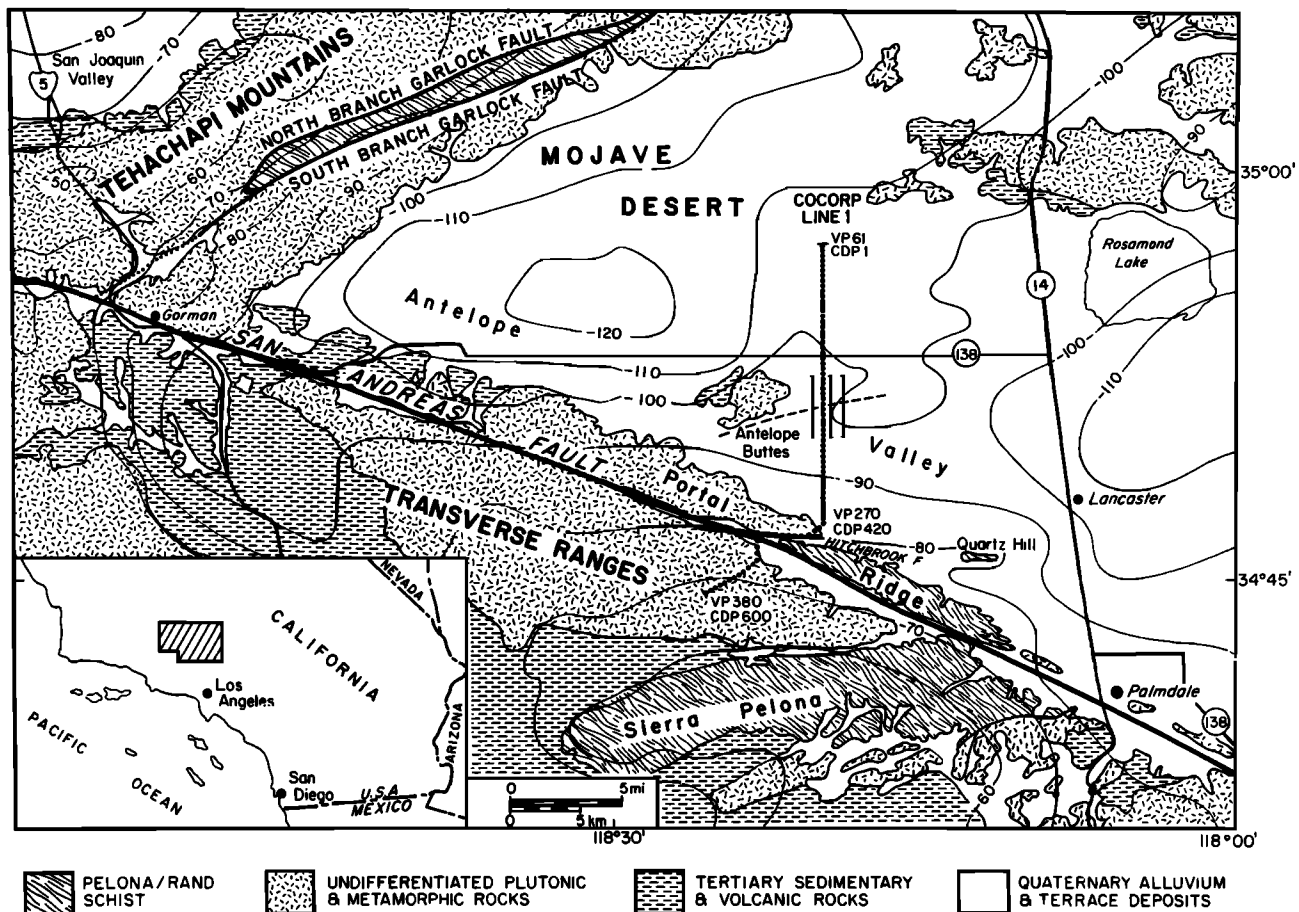 -80
-70
San Joaquin
Valley
-70
5
TEHACHAPI MOUNTAINS
NORTH BRANCH GARLOCK FAULT
SOUTH BRANCH GARLOCK FAULT
-50
60
70
80
90
-100
-110
MOJAVE
DESERT
-100
90
35°00'
COCORP
LINE 1
VP61
CDP1
Rosamond
Lake
14
Gorman
Antelope
-120
138
-100
SAN ANDREAS FAULT
-110
-100
-110
Antelope
Buttes
Valley
90
Lancaster
Portal
Ridge
TRANSVERSE RANGES
VP270
CDP420
HITCHBROOK F
80
Quartz Hill
34°45'
VP380
CDP600
70
Sierra Pelona
Palmdale
138
-60
NEVADA
CALIFORNIA
Los
Angeles
ARIZONA
PACIFIC
OCEAN
San
Diego
U.S.A
MEXICO
0 5mi
0 5km
118°30'
118°00'
PELONA/RAND
SCHIST
UNDIFFERENTIATED PLUTONIC
& METAMORPHIC ROCKS
TERTIARY SEDIMENTARY
& VOLCANIC ROCKS
QUATERNARY ALLUVIUM
& TERRACE DEPOSITS